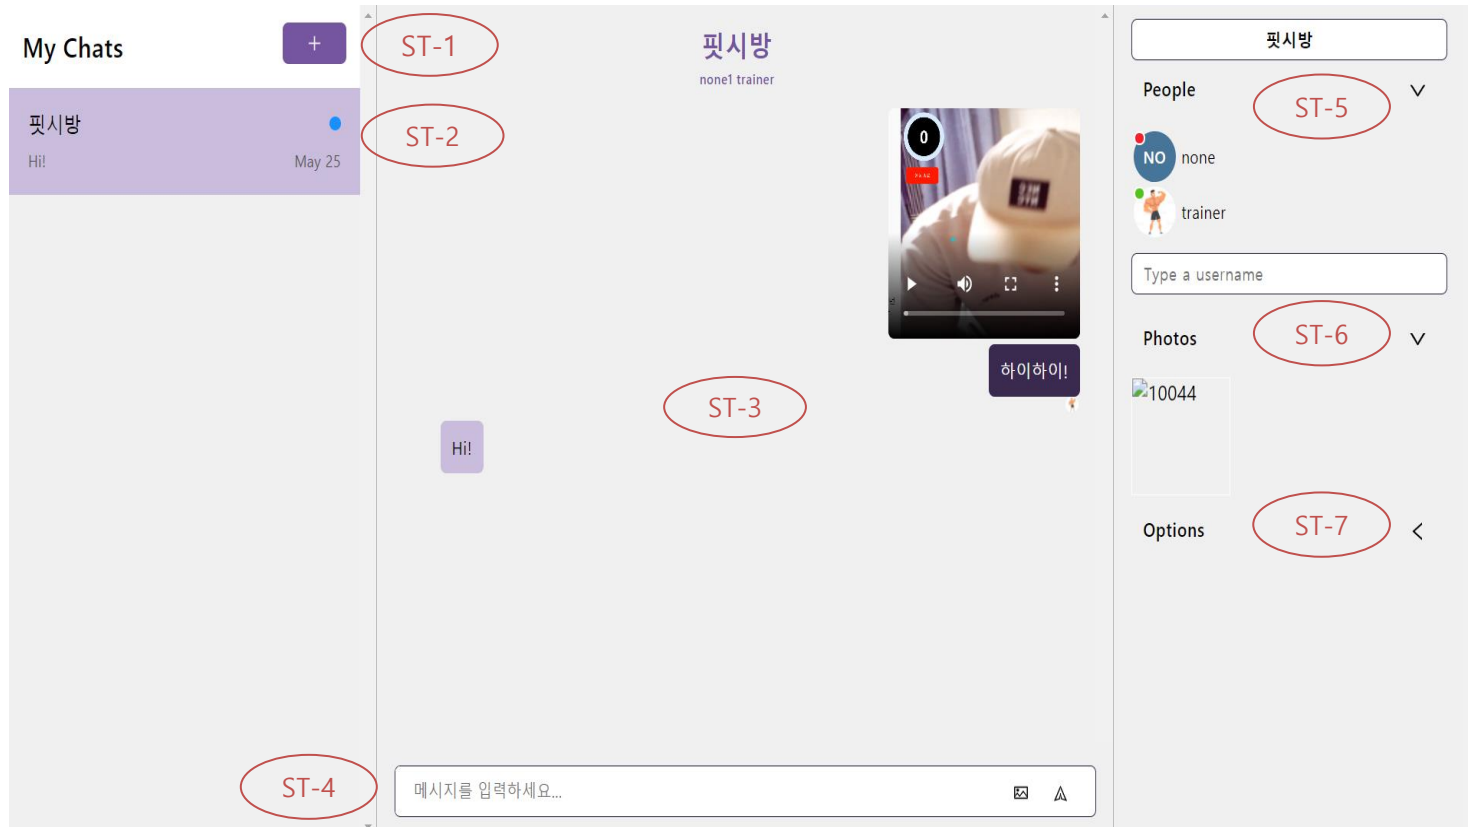 My Chats
+
ST-1
핏시방
ST-2
Hi!
May 25
핏시방
none1 trainer
0
하이하이!
ST-3
Hi!
ST-4
메시지를 입력하세요...
핏시방
People
ST-5
NO none
trainer
Type a username
Photos
ST-6
10044
Options
ST-7